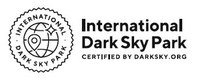 INTERNATIONAL
DARK SKY PARK
International
Dark Sky Park
CERTIFIED BY DARKSKY.ORG